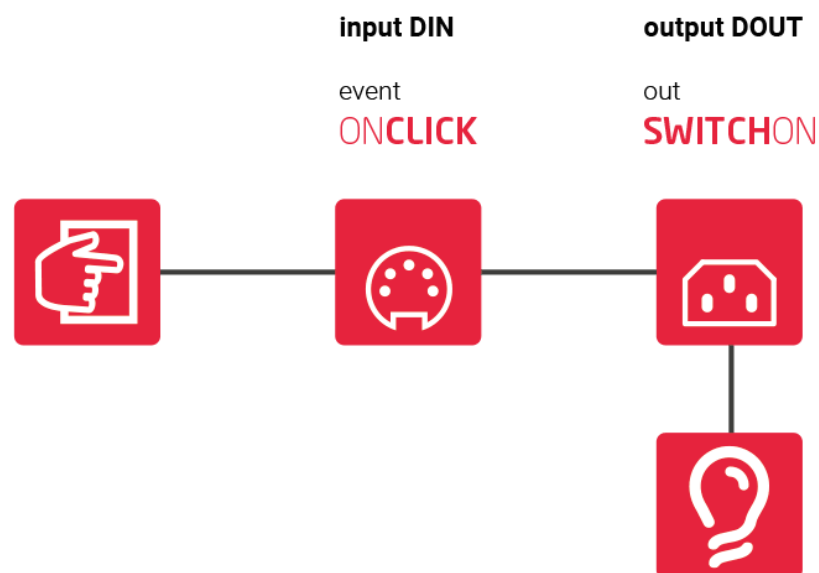 input DIN
output DOUT
event
out
ONCLICK
SWITCHON